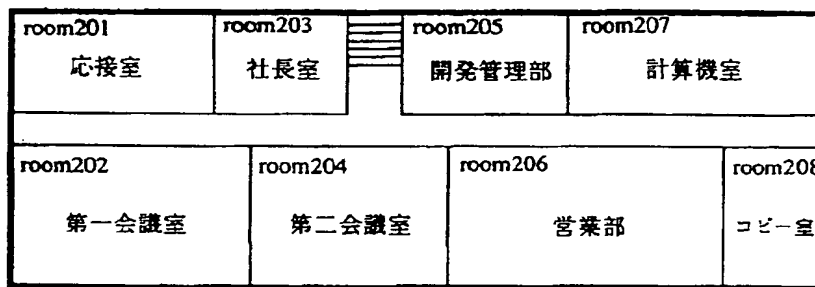 room201
応接室
room203
社長室
room205
開発管理部
room207
計算機室
room202
第一会議室
room204
第二会議室
room206
営業部
room208
コピー室